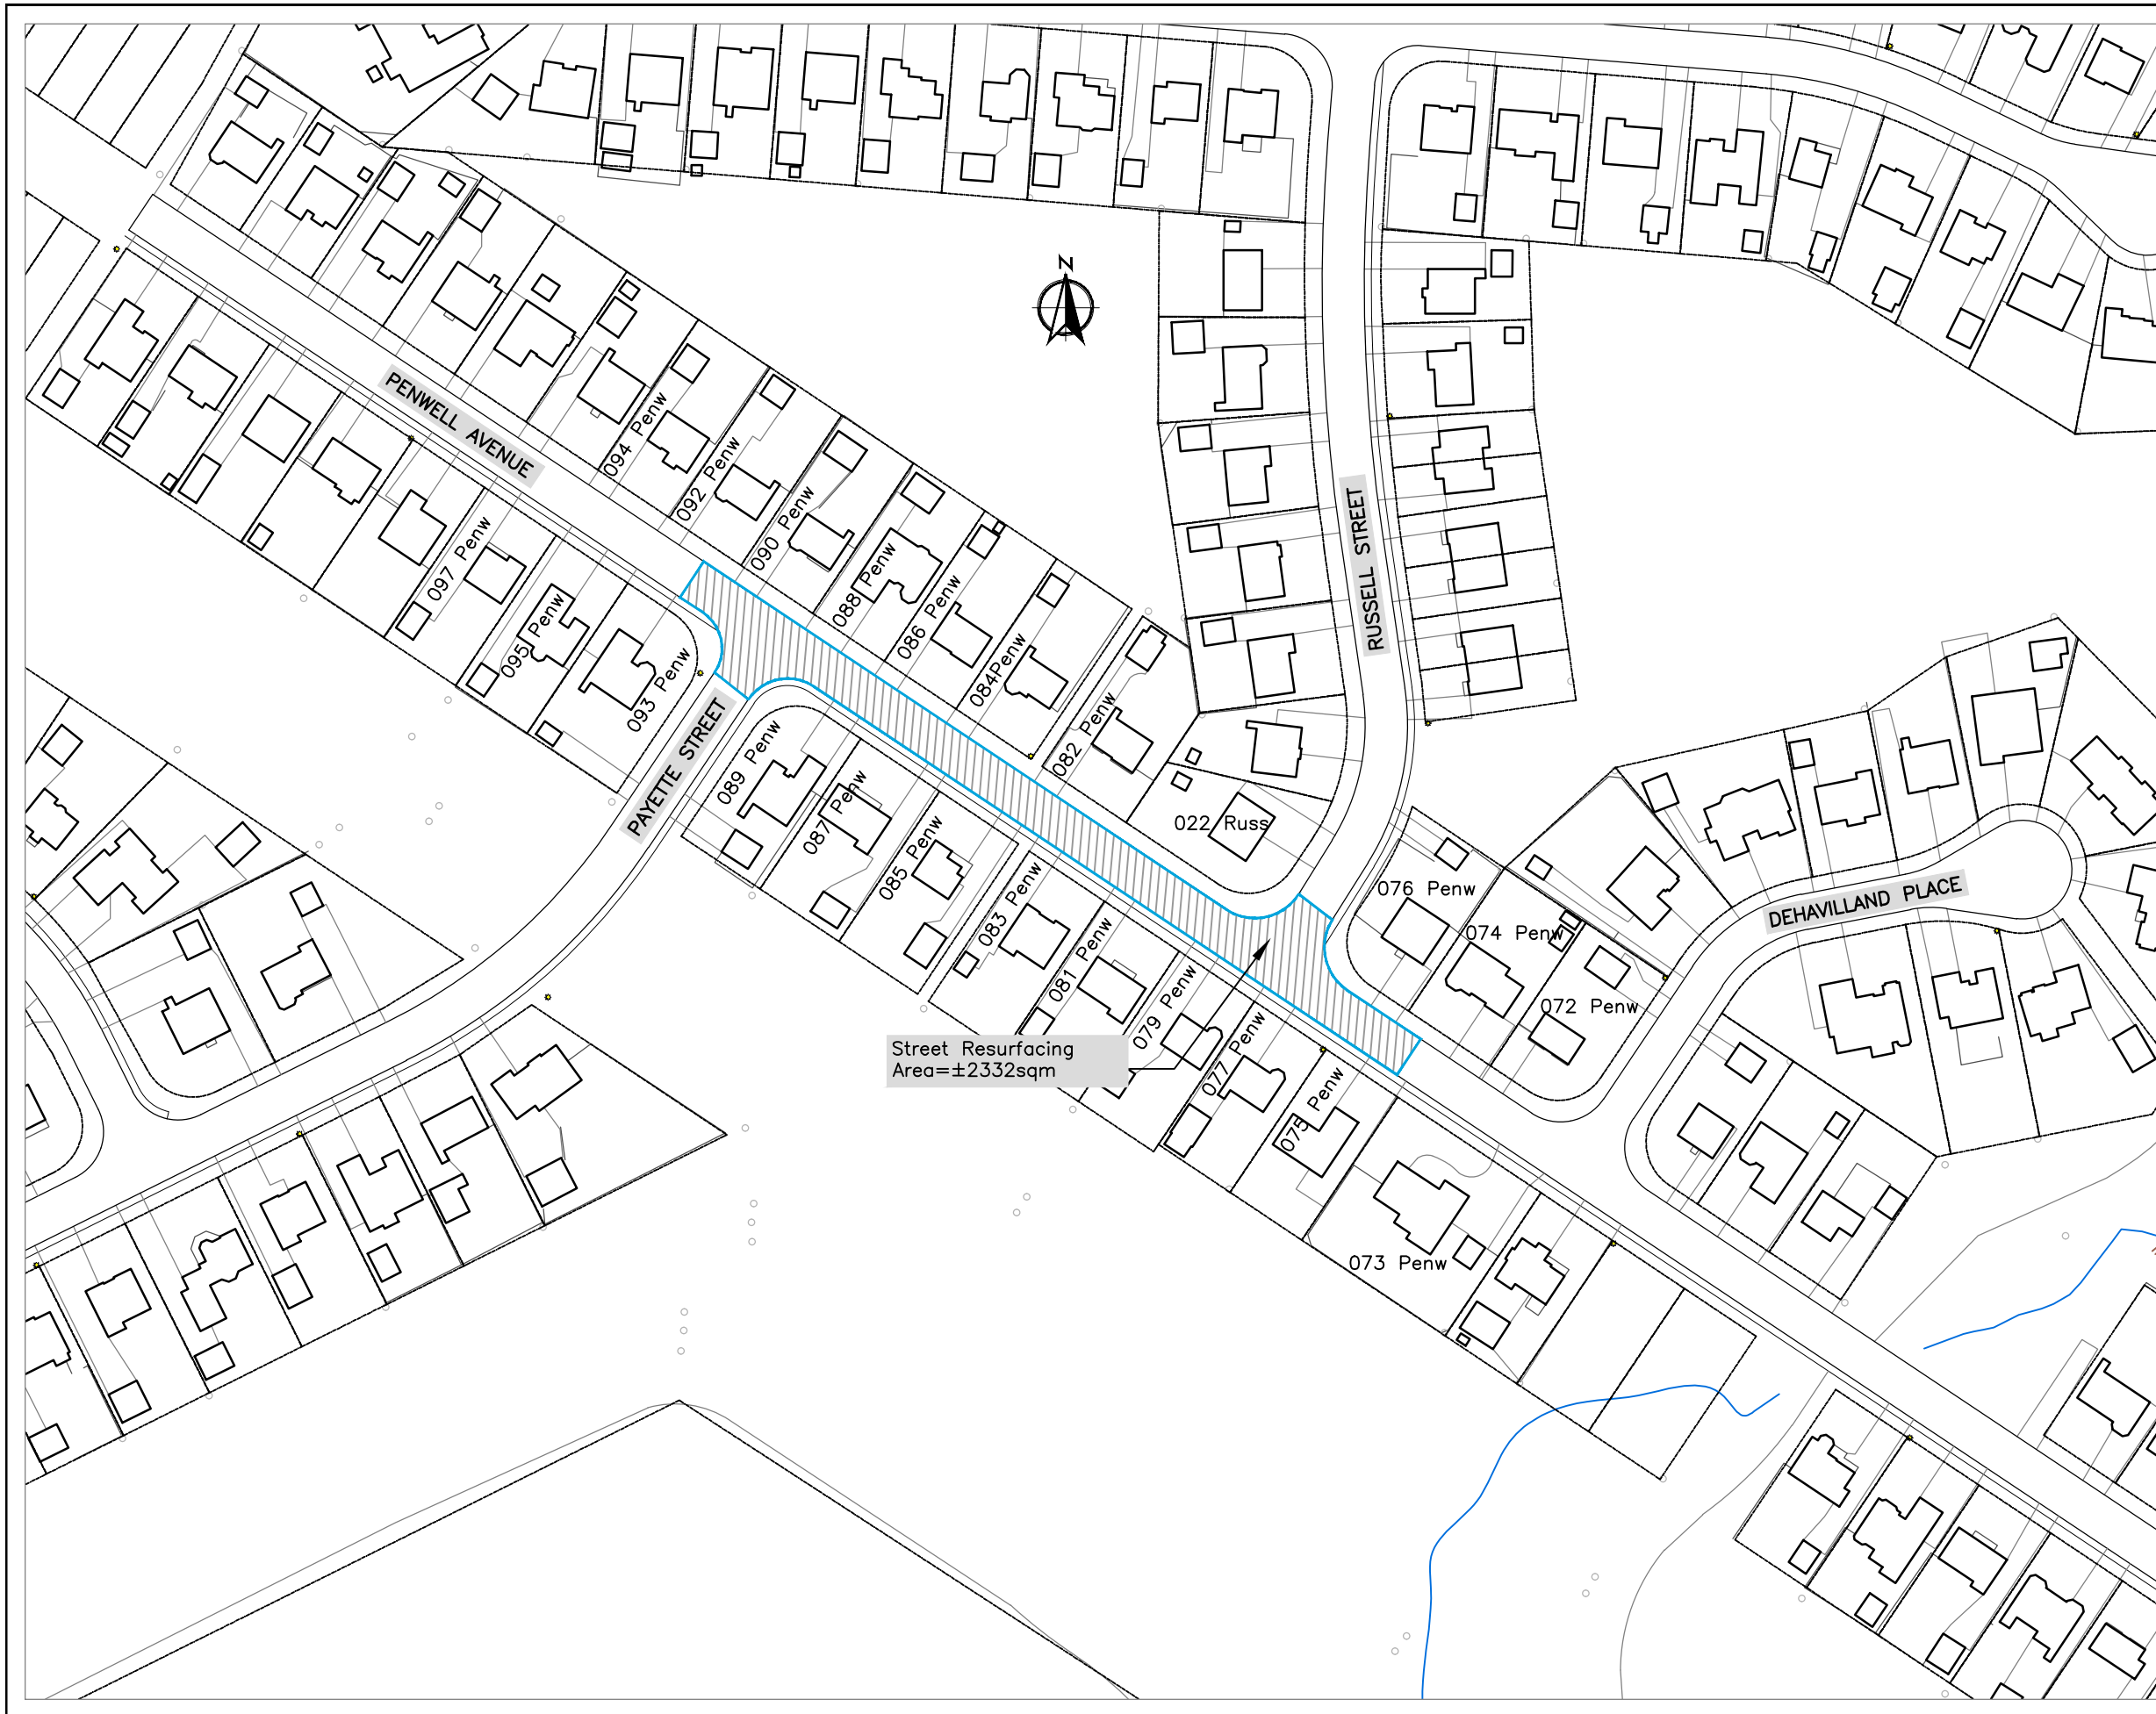 N
PENWELL AVENUE
094 Penw
092 Penw
090 Penw
088 Penw
086 Penw
084Penw
082 Penw
RUSSELL STREET
097 Penw
095 Penw
093 Penw
PAYETTE STREET
089 Penw
087 Penw
085 Penw
083 Penw
081 Penw
079 Penw
077 Penw
075 Penw
073 Penw
022 Russ
076 Penw
074 Penw
072 Penw
DEHAVILLAND PLACE
Street Resurfacing
Area=±2332sqm